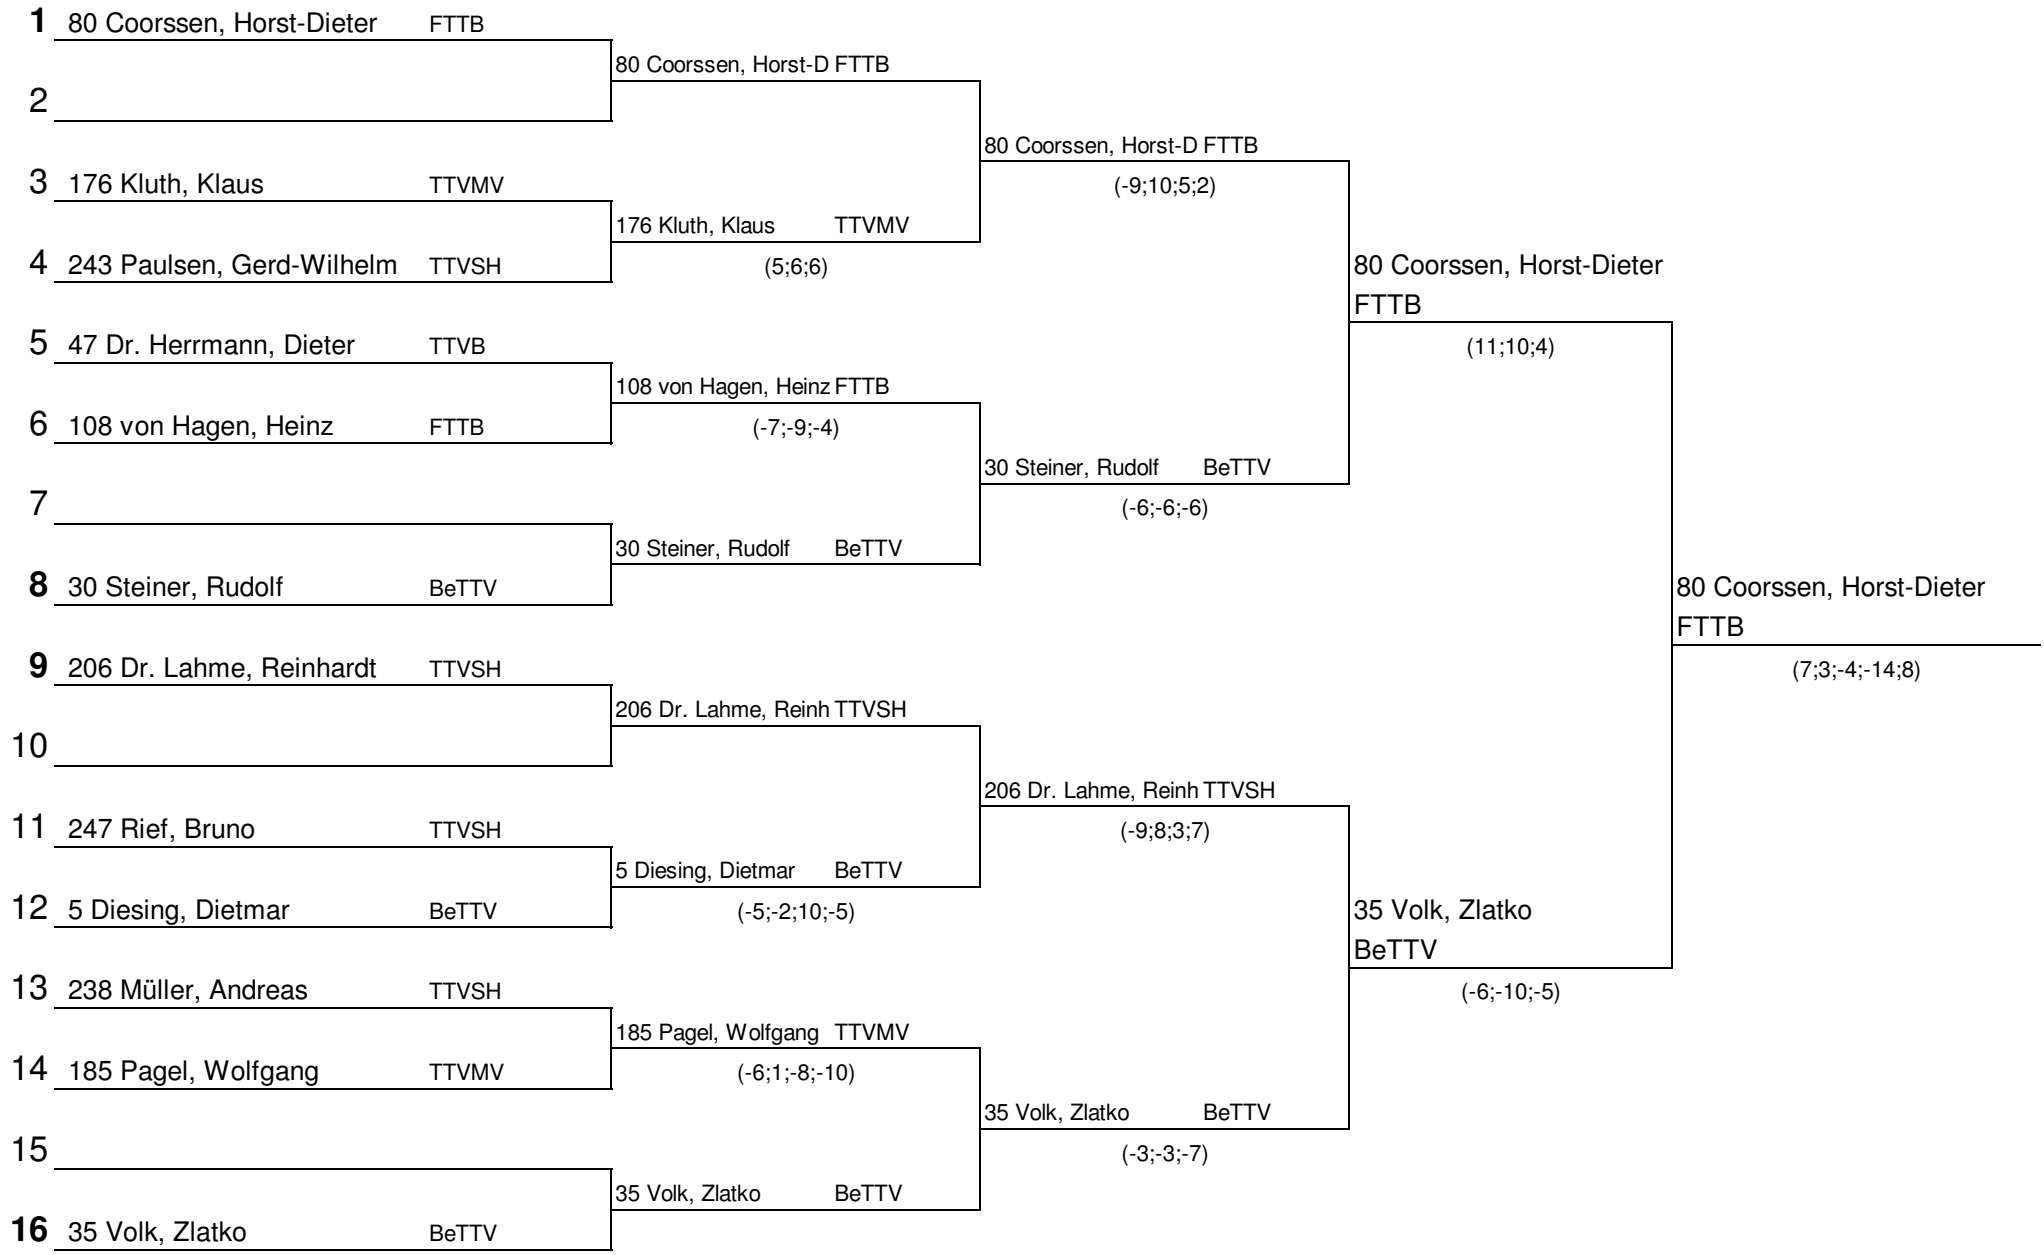 1 80 Coorssen, Horst-Dieter FTTB
80 Coorssen, Horst-D FTTB
2
80 Coorssen, Horst-D FTTB
3 176 Kluth, Klaus TTVMV
(-9;10;5;2)
176 Kluth, Klaus TTVMV
4 243 Paulsen, Gerd-Wilhelm TTVSH
(5;6;6)
80 Coorssen, Horst-Dieter
FTTB
5 47 Dr. Herrmann, Dieter TTVB
(11;10;4)
108 von Hagen, Heinz FTTB
6 108 von Hagen, Heinz FTTB
(-7;-9;-4)
30 Steiner, Rudolf BeTTV
7
(-6;-6;-6)
30 Steiner, Rudolf BeTTV
8 30 Steiner, Rudolf BeTTV
80 Coorssen, Horst-Dieter
FTTB
9 206 Dr. Lahme, Reinhardt TTVSH
(7;3;-4;-14;8)
206 Dr. Lahme, Reinh TTVSH
10
206 Dr. Lahme, Reinh TTVSH
11 247 Rief, Bruno TTVSH
(-9;8;3;7)
5 Diesing, Dietmar BeTTV
12 5 Diesing, Dietmar BeTTV
(-5;-2;10;-5)
35 Volk, Zlatko
BeTTV
13 238 Müller, Andreas TTVSH
(-6;-10;-5)
185 Pagel, Wolfgang TTVMV
14 185 Pagel, Wolfgang TTVMV
(-6;1;-8;-10)
35 Volk, Zlatko BeTTV
15
(-3;-3;-7)
35 Volk, Zlatko BeTTV
16 35 Volk, Zlatko BeTTV